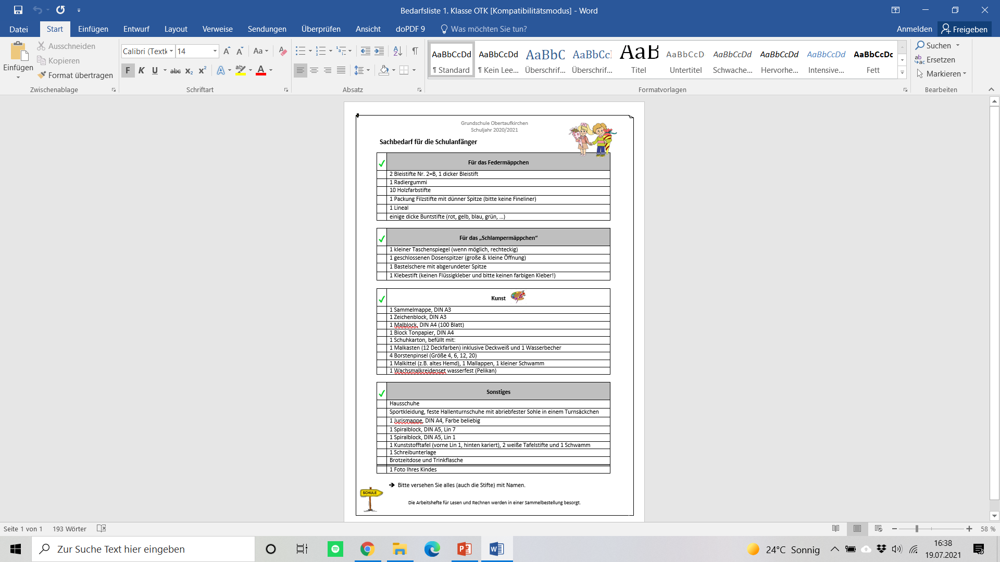 Bedarfsliste 1. Klasse OTK [Kompatibilitätsmodus] - Word
Datei Start Einfügen Entwurf Layout Verweise Sendungen Überprüfen Ansicht doPDF 9 Was möchten Sie tun? Anmelden Freigeben
Einfügen
Ausschneiden
Kopieren
Format übertragen
Zwischenablage
Calibri (Textk 14
F K U abc x₂ x² A ab A
Schriftart
Absatz
AaBbCcDd AaBbCcDd AaBbC AaBbCc AaB AaBbCcD AaBbCcDd AaBbCcDd AaBbCcDd AaBbCcDc
¶ Standard ¶ Kein Lee... Überschrif... Überschrif... Titel Untertitel Schwache... Hervorhe... Intensive... Fett
Formatvorlagen
Suchen
Ersetzen
Markieren
Bearbeiten
Grundschule Obertaufkirchen
Schuljahr 2020/2021
Sachbedarf für die Schulanfänger
Für das Federmäppchen
2 Bleistifte Nr. 2=B, 1 dicker Bleistift
1 Radiergummi
10 Holzfarbstifte
1 Packung Filzstifte mit dünner Spitze (bitte keine Fineliner)
1 Lineal
einige dicke Buntstifte (rot, gelb, blau, grün, ...)
Für das „Schlampermäppchen“
1 kleiner Taschenspiegel (wenn möglich, rechteckig)
1 geschlossenen Dosenspitzer (große & kleine Öffnung)
1 Bastelschere mit abgerundeter Spitze
1 Klebestift (keinen Flüssigkleber und bitte keinen farbigen Kleber!)
Kunst
1 Sammelmappe, DIN A3
1 Zeichenblock, DIN A3
1 Malblock, DIN A4 (100 Blatt)
1 Block Tonpapier, DIN A4
1 Schuhkarton, befüllt mit:
1 Malkasten (12 Deckfarben) inklusive Deckweiß und 1 Wasserbecher
4 Borstenpinsel (Größe 4, 6, 12, 20)
1 Malkittel (z.B. altes Hemd), 1 Mallappen, 1 kleiner Schwamm
1 Wachsmalkreidenset wasserfest (Pelikan)
Sonstiges
Hausschuhe
Sportkleidung, feste Hallenturnschuhe mit abriebfester Sohle in einem Turnsäckchen
1 Jurismappe, DIN A4, Farbe beliebig
1 Spiralblock, DIN A5, Lin 7
1 Spiralblock, DIN A5, Lin 1
1 Kunststofftafel (vorne Lin 1, hinten kariert), 2 weiße Tafelstifte und 1 Schwamm
1 Schreibunterlage
Brotzeitdose und Trinkflasche
1 Foto Ihres Kindes
➔ Bitte versehen Sie alles (auch die Stifte) mit Namen.
SCHULE
Die Arbeitshefte für Lesen und Rechnen werden in einer Sammelbestellung besorgt.
Seite 1 von 1 193 Wörter 58 %
Zur Suche Text hier eingeben
24°C Sonnig
16:38
19.07.2021